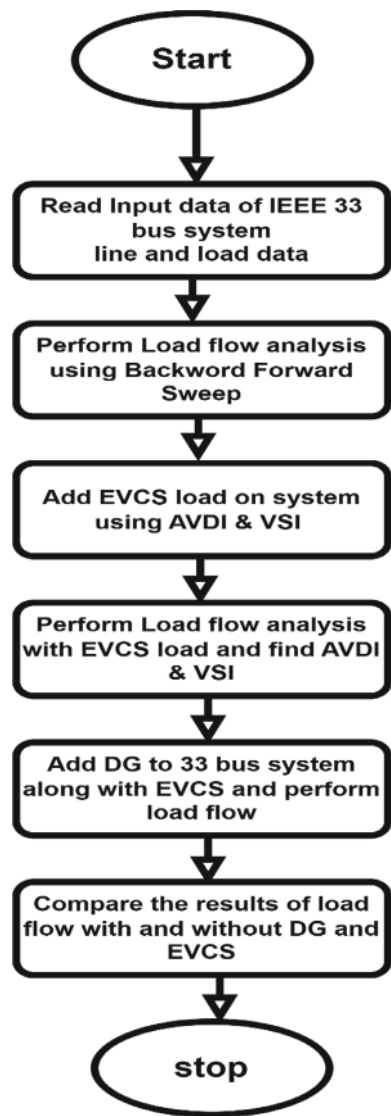 Start
Read Input data of IEEE 33
bus system
line and load data
Perform Load flow analysis
using Backword Forward
Sweep
Add EVCS load on system
using AVDI & VSI
Perform Load flow analysis
with EVCS load and find AVDI
& VSI
Add DG to 33 bus system
along with EVCS and perform
load flow
Compare the results of load
flow with and without DG and
EVCS
stop